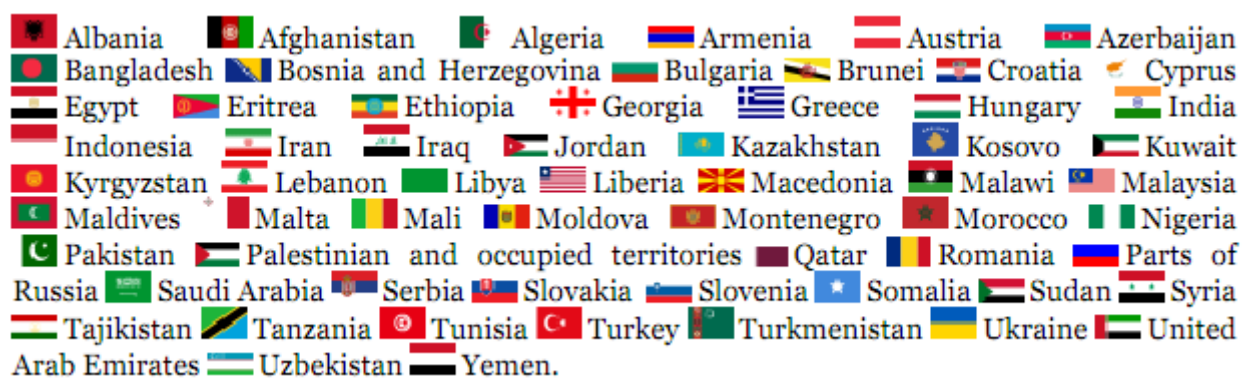 Albania Afghanistan Algeria Armenia Austria Azerbaijan
Bangladesh Bosnia and Herzegovina Bulgaria Brunei Croatia Cyprus
Egypt Eritrea Ethiopia Georgia Greece Hungary India
Indonesia Iran Iraq Jordan Kazakhstan Kosovo Kuwait
Kyrgyzstan Lebanon Libya Liberia Macedonia Malawi Malaysia
Maldives Malta Mali Moldova Montenegro Morocco Nigeria
Pakistan Palestinian and occupied territories Qatar Romania Parts of
Russia Saudi Arabia Serbia Slovakia Slovenia Somalia Sudan Syria
Tajikistan Tanzania Tunisia Turkey Turkmenistan Ukraine United
Arab Emirates Uzbekistan Yemen.